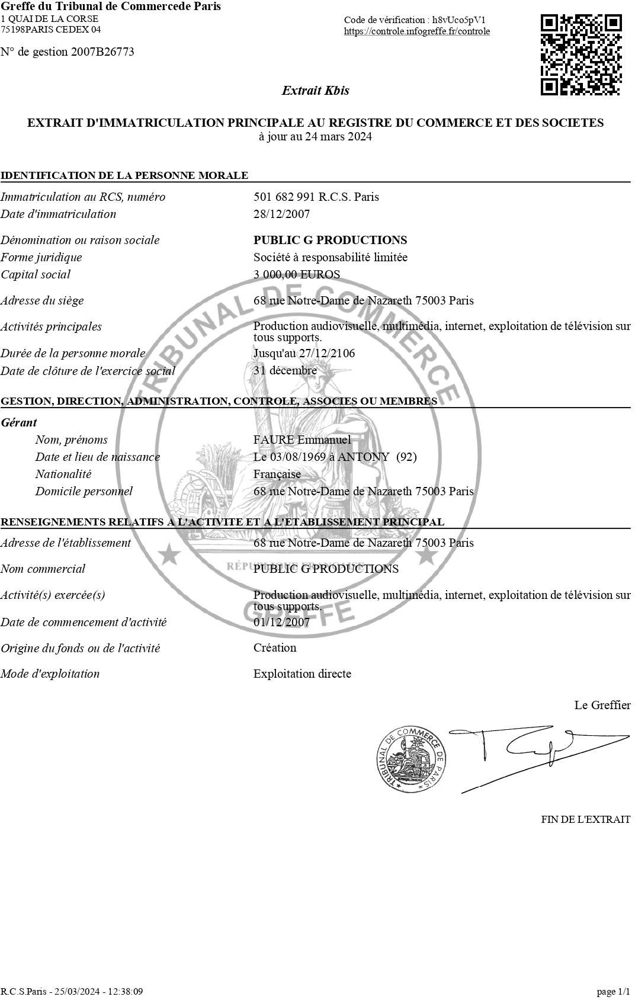 Greffe du Tribunal de Commercede Paris
1 QUAI DE LA CORSE
75198PARIS CEDEX 04
Code de vérification : h8vUco5pV1
https://controle.infogreffe.fr/controle
N° de gestion 2007B26773
Extrait Kbis
EXTRAIT D'IMMATRICULATION PRINCIPALE AU REGISTRE DU COMMERCE ET DES SOCIETES
à jour au 24 mars 2024
IDENTIFICATION DE LA PERSONNE MORALE
Immatriculation au RCS, numéro 501 682 991 R.C.S. Paris
Date d'immatriculation 28/12/2007
Dénomination ou raison sociale PUBLIC G PRODUCTIONS
Forme juridique Société à responsabilité limitée
Capital social 3 000,00 EUROS
Adresse du siège 68 rue Notre-Dame de Nazareth 75003 Paris
Activités principales Production audiovisuelle, multimédia, internet, exploitation de télévision sur
tous supports.
Durée de la personne morale Jusqu'au 27/12/2106
Date de clôture de l'exercice social 31 décembre
GESTION, DIRECTION, ADMINISTRATION, CONTROLE, ASSOCIES OU MEMBRES
Gérant
Nom, prénoms FAURE Emmanuel
Date et lieu de naissance Le 03/08/1969 à ANTONY (92)
Nationalité Française
Domicile personnel 68 rue Notre-Dame de Nazareth 75003 Paris
RENSEIGNEMENTS RELATIFS A L'ACTIVITE ET A L'ETABLISSEMENT PRINCIPAL
Adresse de l'établissement 68 rue Notre-Dame de Nazareth 75003 Paris
Nom commercial PUBLIC G PRODUCTIONS
Activité(s) exercée(s) Production audiovisuelle, multimédia, internet, exploitation de télévision sur
tous supports.
Date de commencement d'activité 01/12/2007
Origine du fonds ou de l'activité Création
Mode d'exploitation Exploitation directe
TRIBUNAL DE COMMERCE
RÉPUBLIQUE FRANÇAISE
GREFFE
Le Greffier
TRIBUNAL DE COMMERCE DE PARIS
FIN DE L'EXTRAIT
R.C.S.Paris - 25/03/2024 - 12:38:09
page 1/1